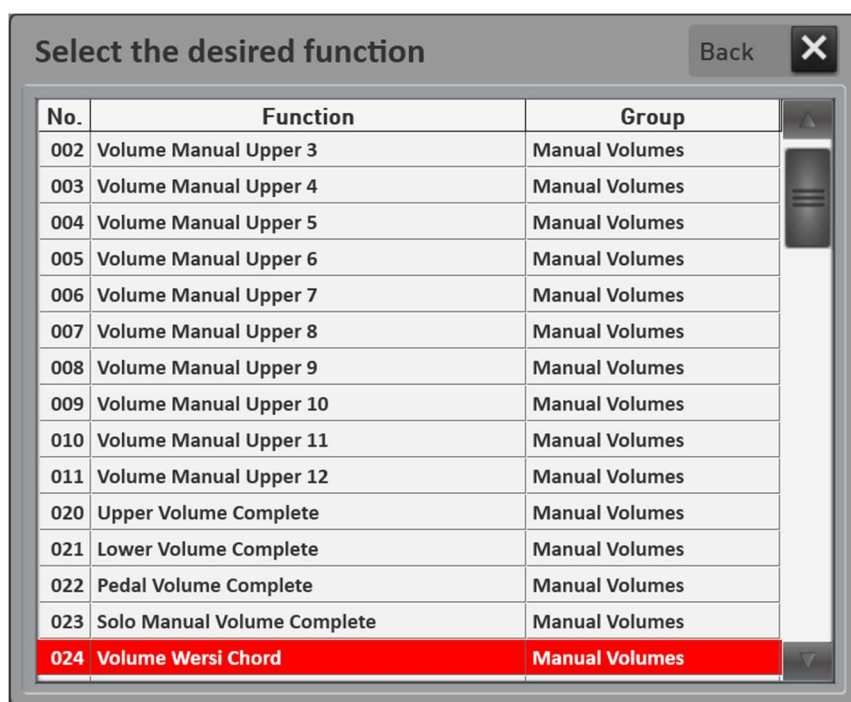 Select the desired function Back
No. Function Group
002 Volume Manual Upper 3 Manual Volumes
003 Volume Manual Upper 4 Manual Volumes
004 Volume Manual Upper 5 Manual Volumes
005 Volume Manual Upper 6 Manual Volumes
006 Volume Manual Upper 7 Manual Volumes
007 Volume Manual Upper 8 Manual Volumes
008 Volume Manual Upper 9 Manual Volumes
009 Volume Manual Upper 10 Manual Volumes
010 Volume Manual Upper 11 Manual Volumes
011 Volume Manual Upper 12 Manual Volumes
020 Upper Volume Complete Manual Volumes
021 Lower Volume Complete Manual Volumes
022 Pedal Volume Complete Manual Volumes
023 Solo Manual Volume Complete Manual Volumes
024 Volume Wersi Chord Manual Volumes